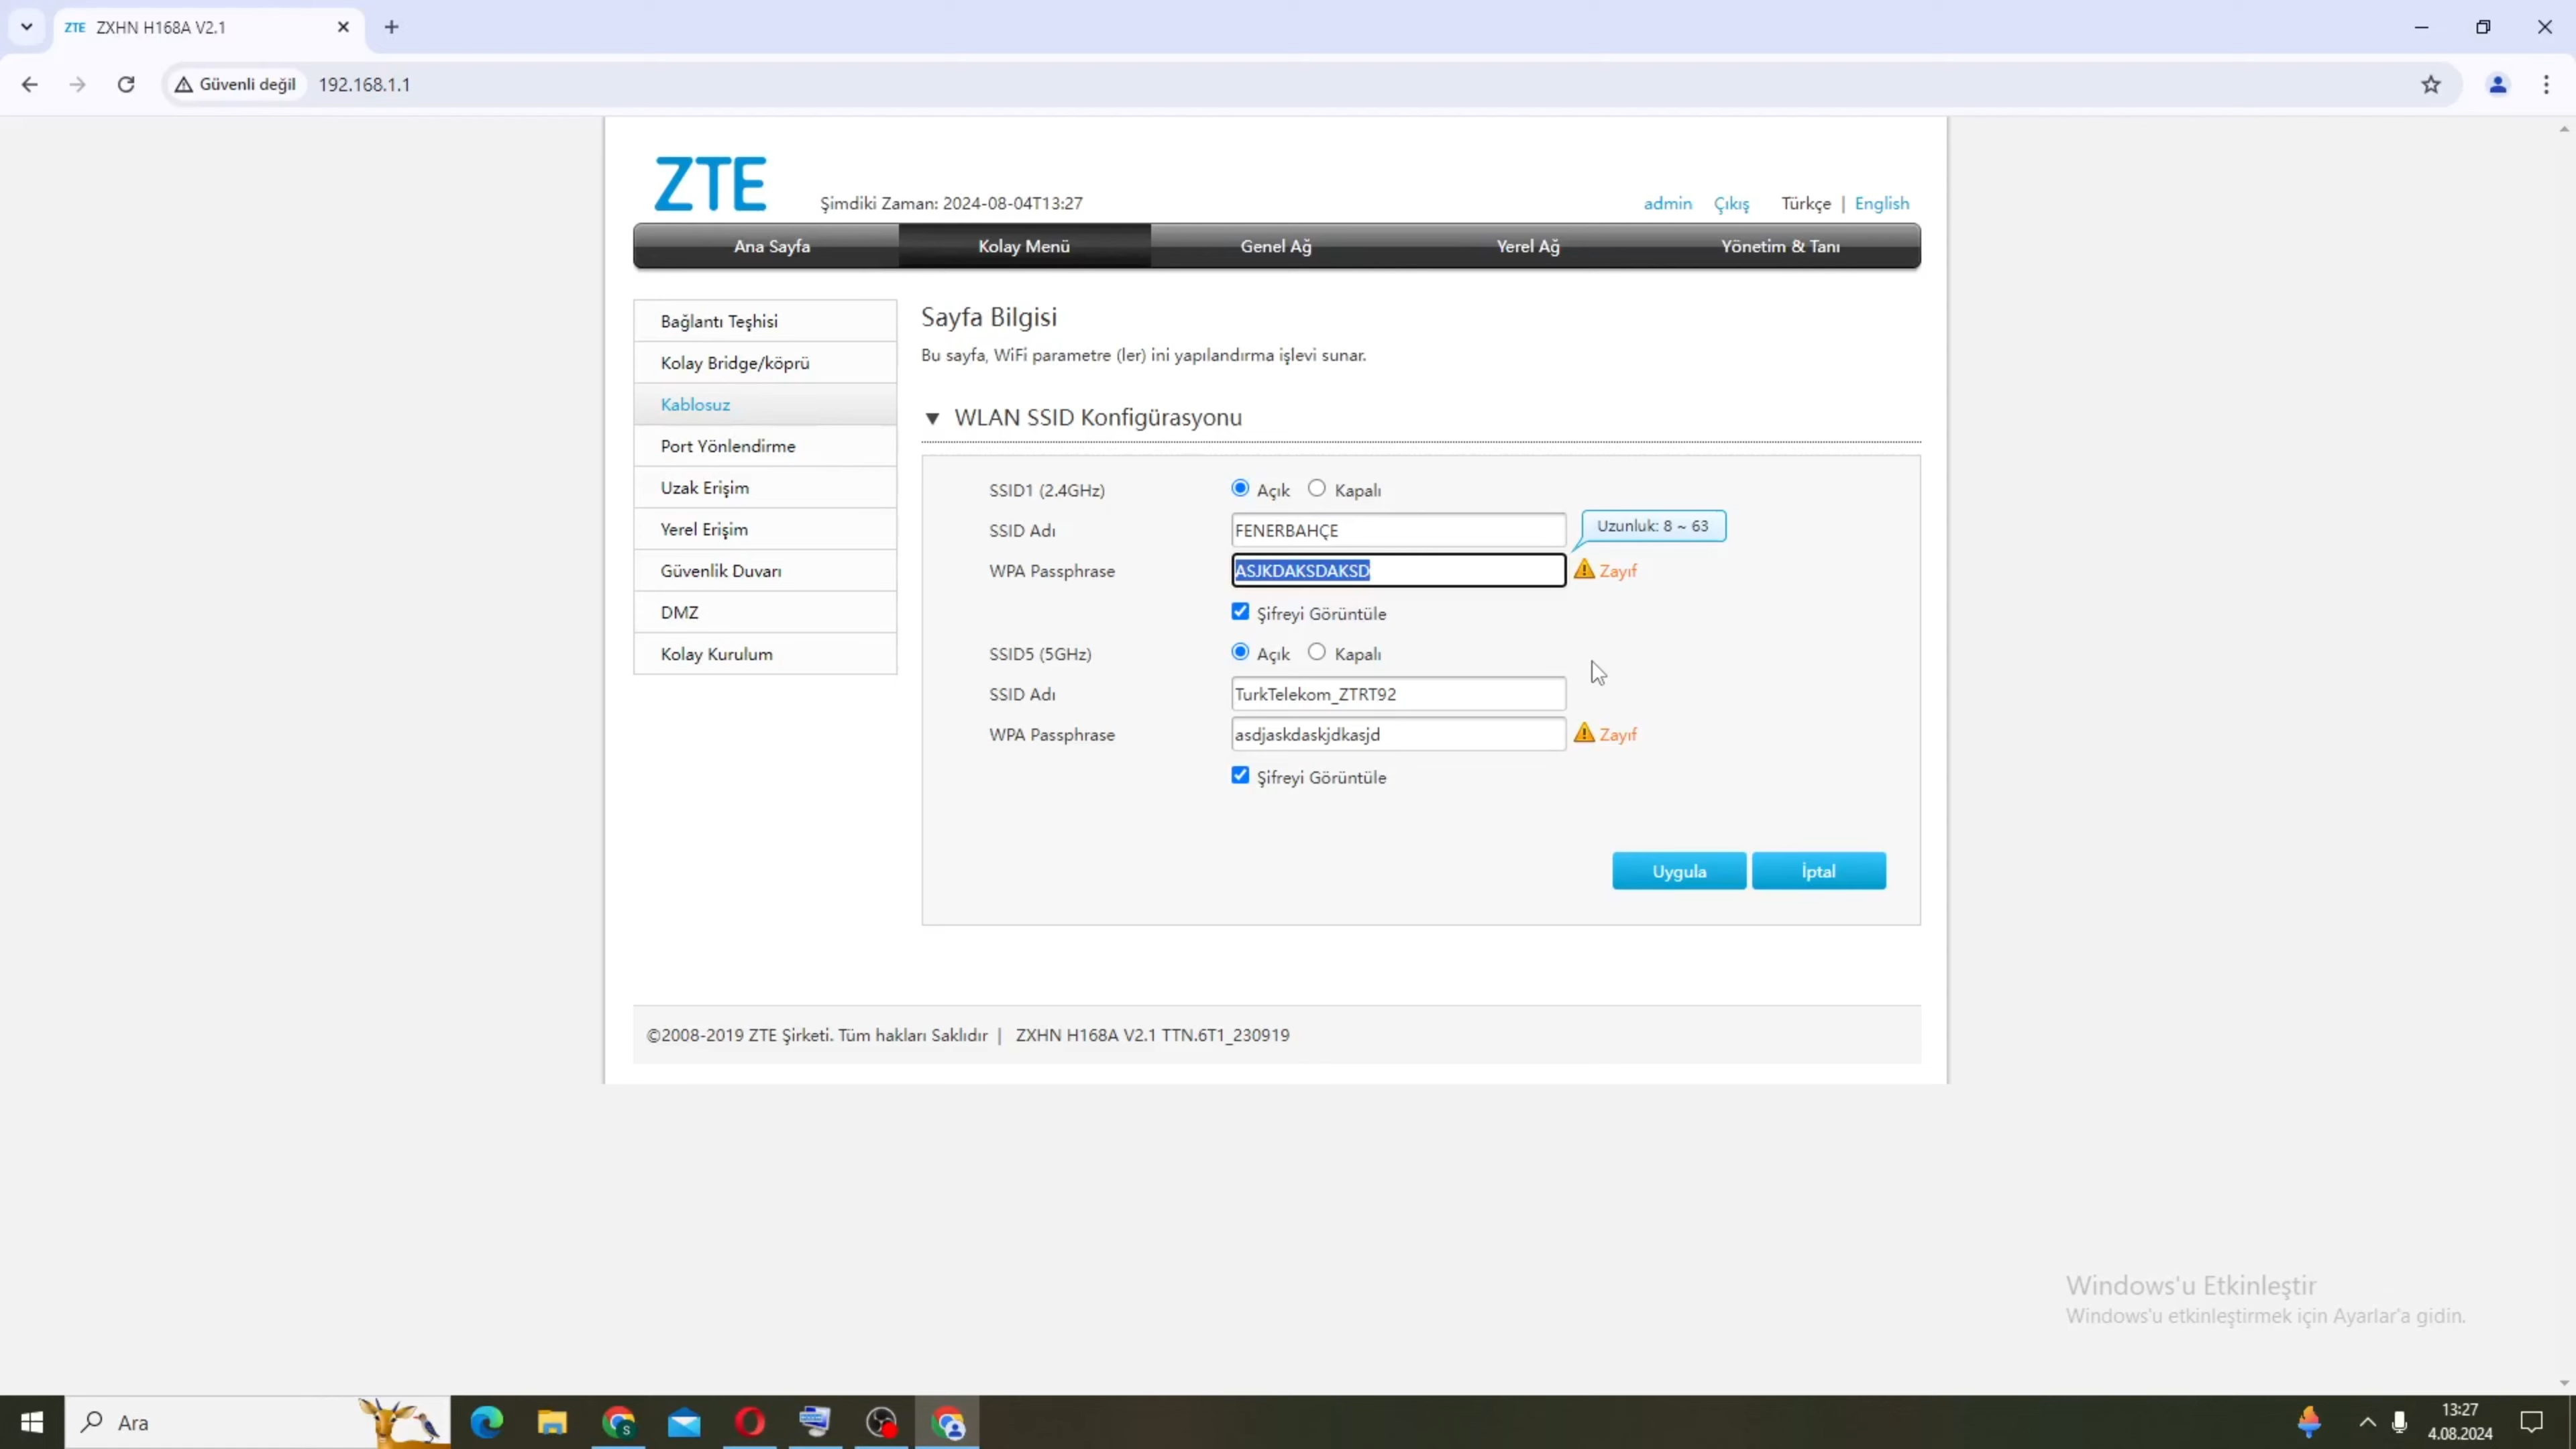 ZTE ZXHN H168A V2.1
Güvenli değil 192.168.1.1
ZTE
Şimdiki Zaman: 2024-08-04T13:27
admin Çıkış Türkçe | English
Ana Sayfa Kolay Menü Genel Ağ Yerel Ağ Yönetim & Tanı
Bağlantı Teşhisi
Kolay Bridge/köprü
Kablosuz
Port Yönlendirme
Uzak Erişim
Yerel Erişim
Güvenlik Duvarı
DMZ
Kolay Kurulum
Sayfa Bilgisi
Bu sayfa, WiFi parametre (ler) ini yapılandırma işlevi sunar.
WLAN SSID Konfigürasyonu
SSID1 (2.4GHz) Açık Kapalı
SSID Adı FENERBAHÇE Uzunluk: 8 ~ 63
WPA Passphrase ASJKDAKSDAKSD Zayıf
Şifreyi Görüntüle
SSID5 (5GHz) Açık Kapalı
SSID Adı TurkTelekom_ZTRT92
WPA Passphrase asdjaskdaskjdkasjd Zayıf
Şifreyi Görüntüle
Uygula İptal
©2008-2019 ZTE Şirketi. Tüm hakları Saklıdır | ZXHN H168A V2.1 TTN.6T1_230919
Windows'u Etkinleştir
Windows'u etkinleştirmek için Ayarlar'a gidin.
Ara
S
13:27
4.08.2024